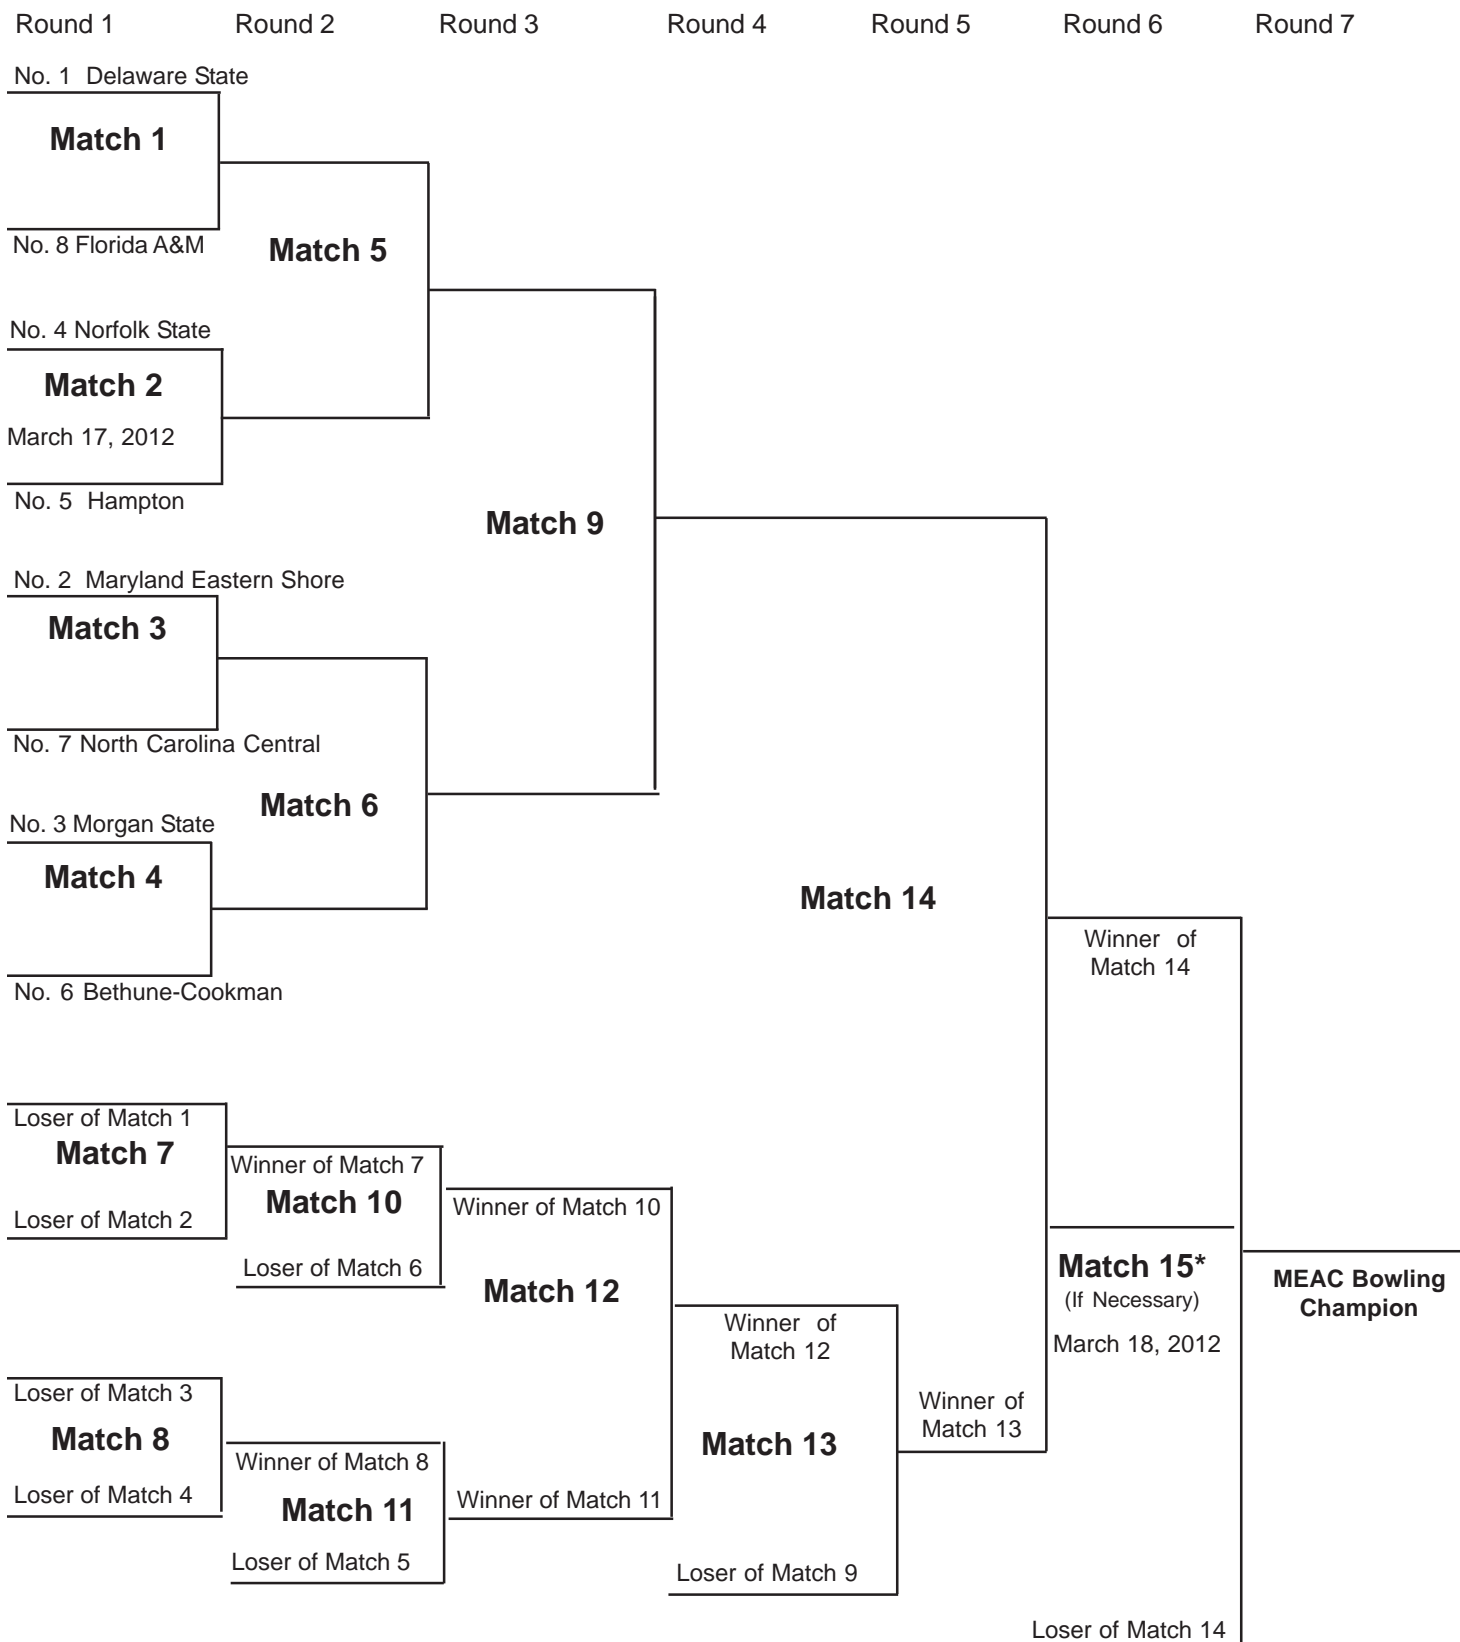 Round 1
Round 2
Round 3
Round 4
Round 5
Round 6
Round 7
No. 1 Delaware State
Match 1
No. 8 Florida A&M
Match 5
No. 4 Norfolk State
Match 2
March 17, 2012
No. 5 Hampton
Match 9
No. 2 Maryland Eastern Shore
Match 3
No. 7 North Carolina Central
Match 6
No. 3 Morgan State
Match 4
No. 6 Bethune-Cookman
Match 14
Winner of
Match 14
Loser of Match 1
Match 7
Loser of Match 2
Winner of Match 7
Match 10
Loser of Match 6
Winner of Match 10
Match 12
Winner of Match 11
Loser of Match 3
Match 8
Loser of Match 4
Winner of Match 8
Match 11
Loser of Match 5
Winner of
Match 12
Match 13
Loser of Match 9
Winner of
Match 13
Match 15*
(If Necessary)
March 18, 2012
Loser of Match 14
MEAC Bowling
Champion